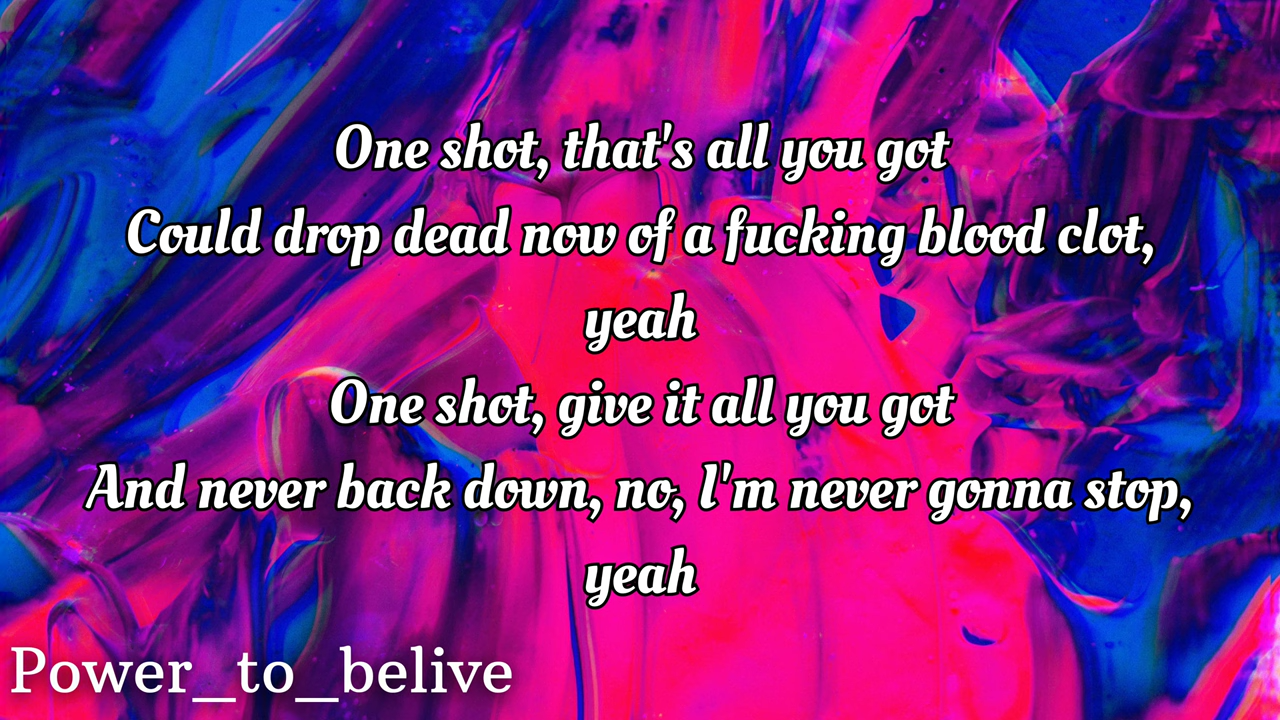 One shot, that's all you got
Could drop dead now of a fucking blood clot,
yeah
One shot, give it all you got
And never back down, no, I'm never gonna stop,
yeah
Power_to_belive